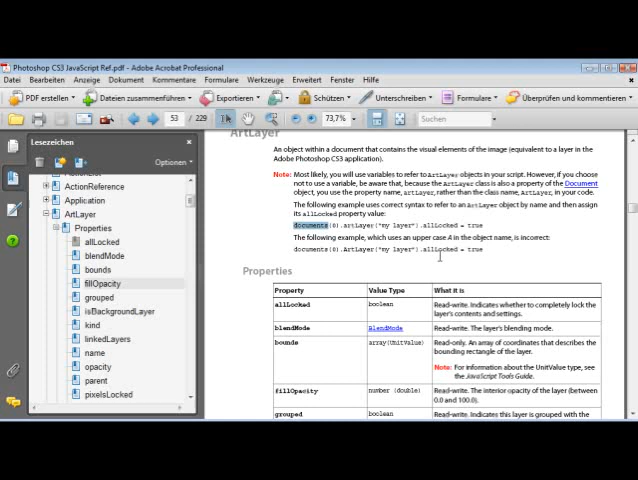 Photoshop CS3 JavaScript Ref.pdf - Adobe Acrobat Professional
Datei Bearbeiten Anzeige Dokument Kommentare Formulare Werkzeuge Erweitert Fenster Hilfe
PDF erstellen Dateien zusammenführen Exportieren Schützen Unterschreiben Formulare Überprüfen und kommentieren
53 / 229 73,7% Suchen
Lesezeichen
Optionen
ActionReference
Application
ArtLayer
Properties
allLocked
blendMode
bounds
fillOpacity
grouped
isBackgroundLayer
kind
linkedLayers
name
opacity
parent
pixelsLocked
ArtLayer
An object within a document that contains the visual elements of the image (equivalent to a layer in the
Adobe Photoshop CS3 application).
Note: Most likely, you will use variables to refer to ArtLayer objects in your script. However, if you choose
not to use a variable, be aware that, because the ArtLayer class is also a property of the Document
object, you use the property name, artLayer, rather than the class name, ArtLayer, in your code.
The following example uses correct syntax to refer to an ArtLayer object by name and then assign
its allLocked property value:
documents(0).artLayer("my layer").allLocked = true
The following example, which uses an upper case A in the object name, is incorrect:
documents(0).ArtLayer("my layer").allLocked = true
Properties
Property Value Type What it is
allLocked boolean Read-write. Indicates whether to completely lock the
layer's contents and settings.
blendMode BlendMode Read-write. The layer's blending mode.
bounds array(UnitValue) Read-only. An array of coordinates that describes the
bounding rectangle of the layer.
Note: For information about the UnitValue type, see
the JavaScript Tools Guide.
fillOpacity number (double) Read-write. The interior opacity of the layer (between
0.0 and 100.0).
grouped boolean Read-write. Indicates this layer is grouped with the